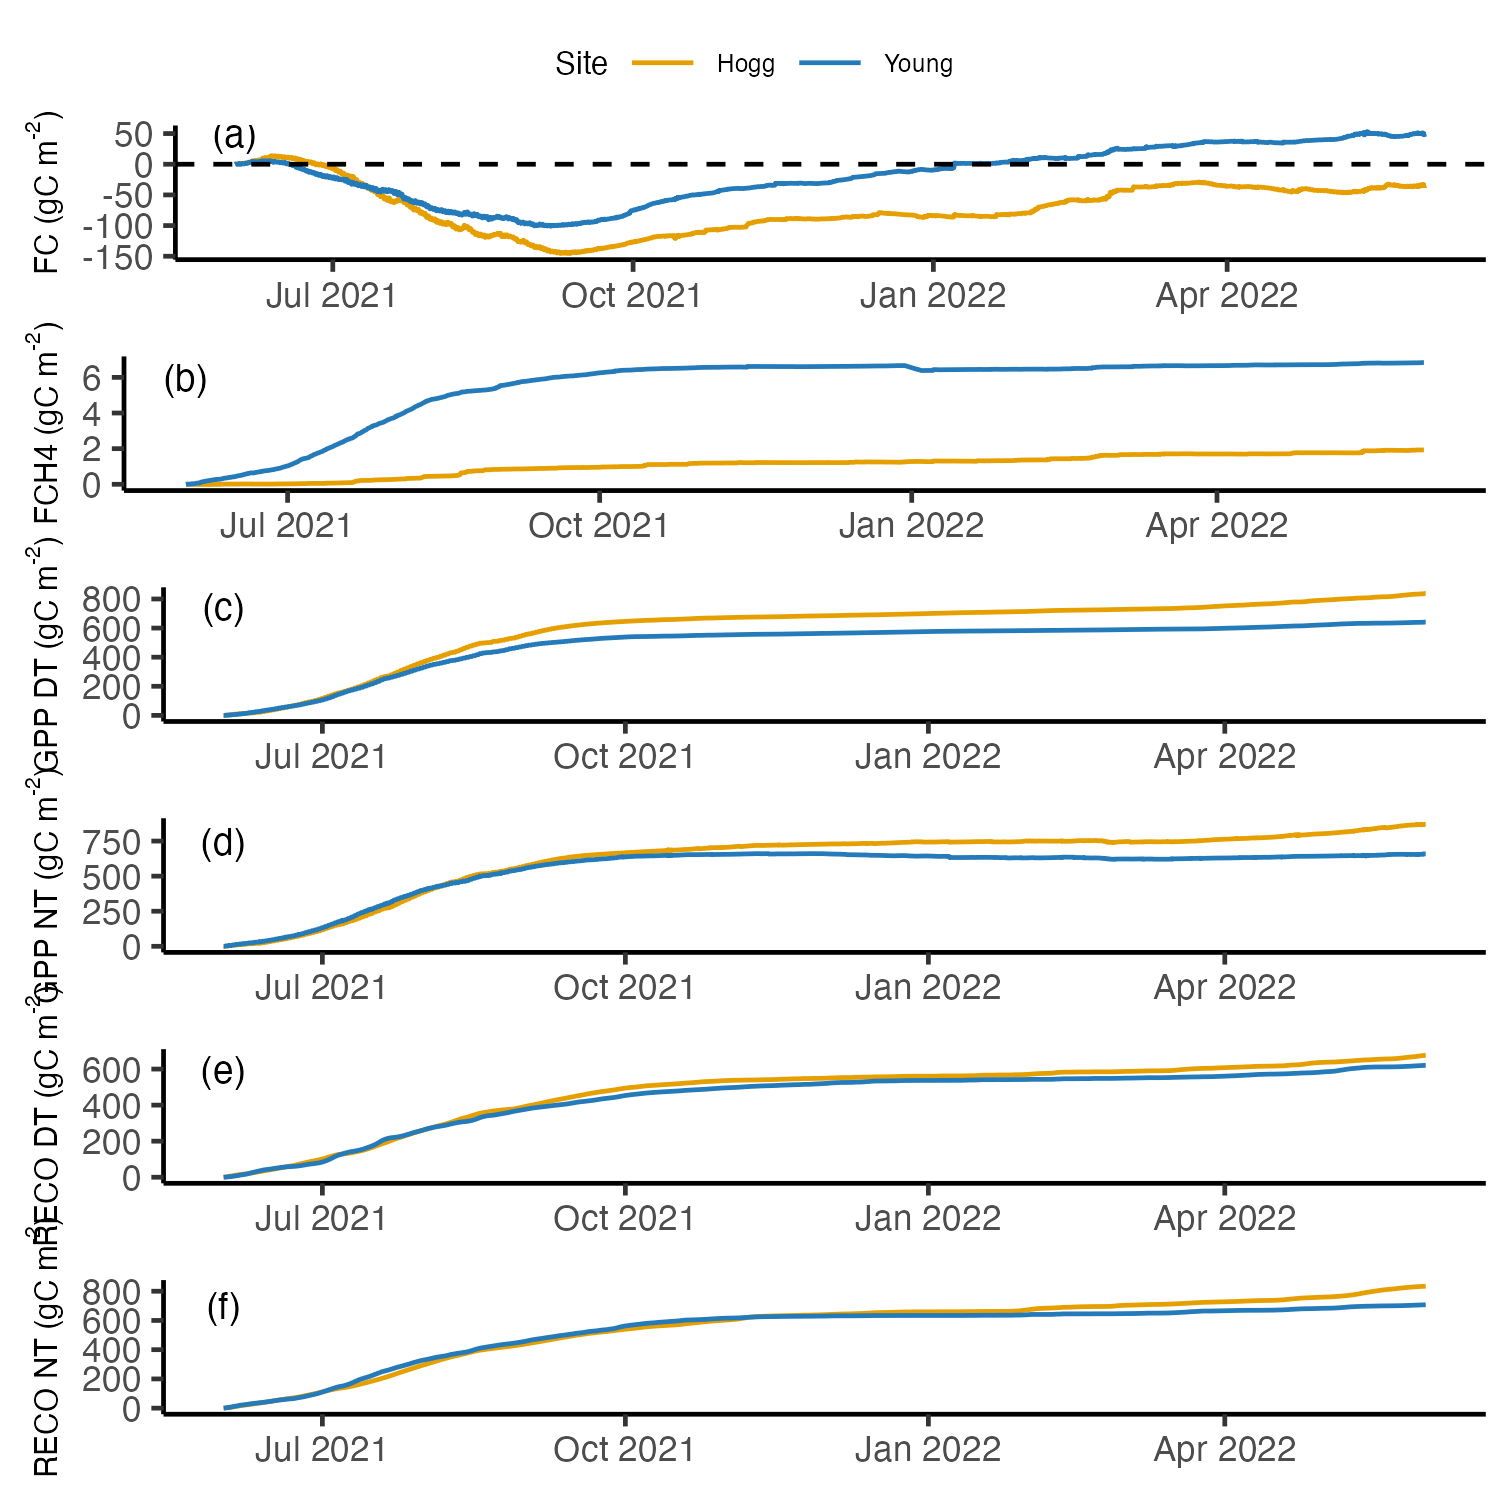 Site Hogg Young
FC (gC m-2)
(a)
50
0
-50
-100
-150
Jul 2021 Oct 2021 Jan 2022 Apr 2022
FCH4 (gC m-2)
(b)
6
4
2
0
Jul 2021 Oct 2021 Jan 2022 Apr 2022
GPP DT (gC m-2)
(c)
800
600
400
200
0
Jul 2021 Oct 2021 Jan 2022 Apr 2022
GPP NT (gC m-2)
(d)
750
500
250
0
Jul 2021 Oct 2021 Jan 2022 Apr 2022
RECO DT (gC m-2)
(e)
600
400
200
0
Jul 2021 Oct 2021 Jan 2022 Apr 2022
RECO NT (gC m-2)
(f)
800
600
400
200
0
Jul 2021 Oct 2021 Jan 2022 Apr 2022